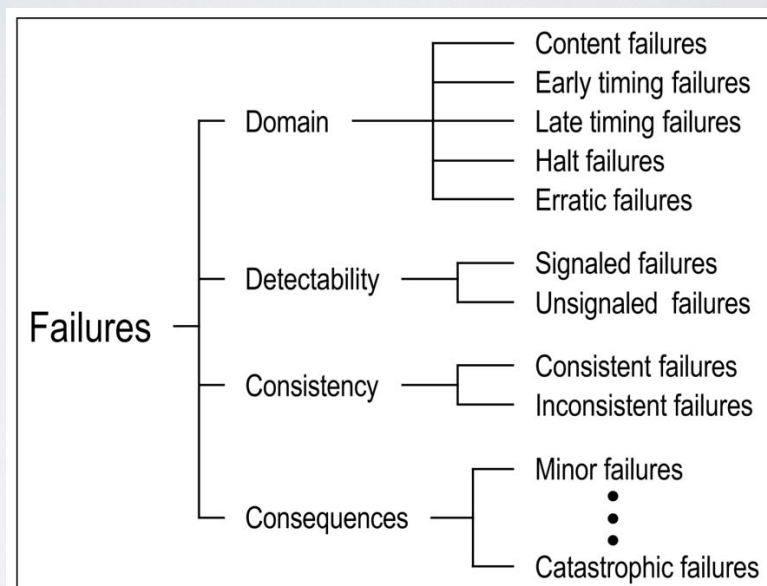 Failures
Domain
Content failures
Early timing failures
Late timing failures
Halt failures
Erratic failures
Detectability
Signaled failures
Unsignaled failures
Consistency
Consistent failures
Inconsistent failures
Consequences
Minor failures
Catastrophic failures